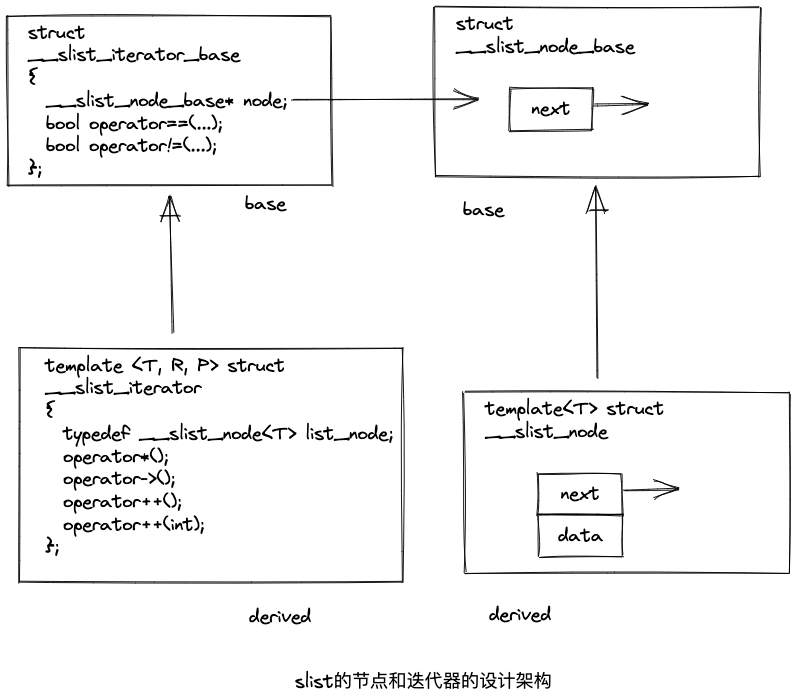 struct
__slist_iterator_base
{
__slist_node_base* node;
bool operator==(...);
bool operator!=(...);
};
base
struct
__slist_node_base
next
base
template <T, R, P> struct
__slist_iterator
{
typedef __slist_node<T> list_node;
operator*();
operator->();
operator++();
operator++(int);
};
derived
template<T> struct
__slist_node
next
data
derived
slist的节点和迭代器的设计架构